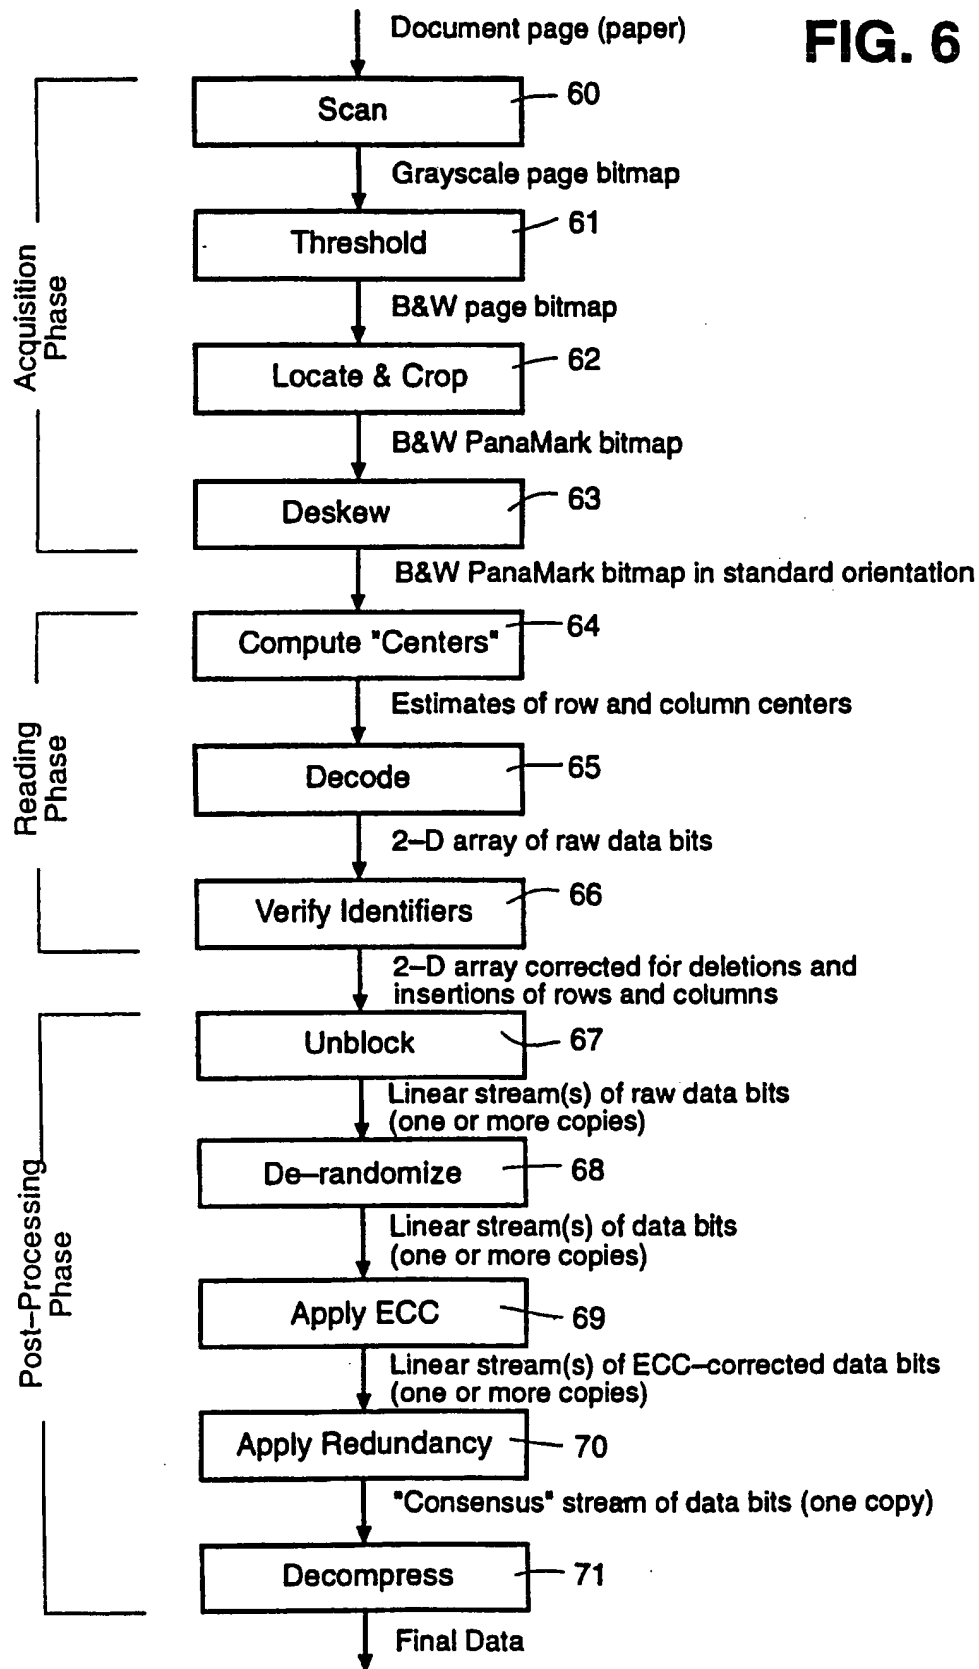 FIG. 6
Document page (paper)
Scan
60
Grayscale page bitmap
Threshold
61
B&W page bitmap
Locate & Crop
62
B&W PanaMark bitmap
Deskew
63
B&W PanaMark bitmap in standard orientation
Acquisition
Phase
Compute "Centers"
64
Estimates of row and column centers
Decode
65
2–D array of raw data bits
Verify Identifiers
66
2–D array corrected for deletions and
insertions of rows and columns
Reading
Phase
Unblock
67
Linear stream(s) of raw data bits
(one or more copies)
De–randomize
68
Linear stream(s) of data bits
(one or more copies)
Apply ECC
69
Linear stream(s) of ECC–corrected data bits
(one or more copies)
Apply Redundancy
70
"Consensus" stream of data bits (one copy)
Decompress
71
Final Data
Post–Processing
Phase